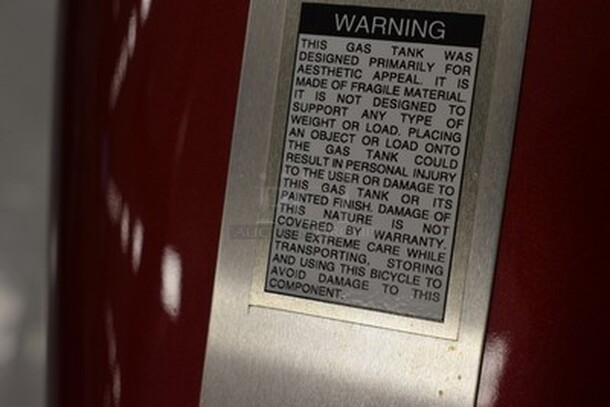 WARNING
THIS GAS TANK WAS
DESIGNED PRIMARILY FOR
AESTHETIC APPEAL. IT IS
MADE OF FRAGILE MATERIAL.
IT IS NOT DESIGNED TO
SUPPORT ANY TYPE OF
WEIGHT OR LOAD. PLACING
AN OBJECT OR LOAD ONTO
THE GAS TANK COULD
RESULT IN PERSONAL INJURY
TO THE USER OR DAMAGE TO
THIS GAS TANK OR ITS
PAINTED FINISH. DAMAGE OF
THIS NATURE IS NOT
COVERED BY WARRANTY.
USE EXTREME CARE WHILE
TRANSPORTING, STORING
AND USING THIS BICYCLE TO
AVOID DAMAGE TO THIS
COMPONENT.